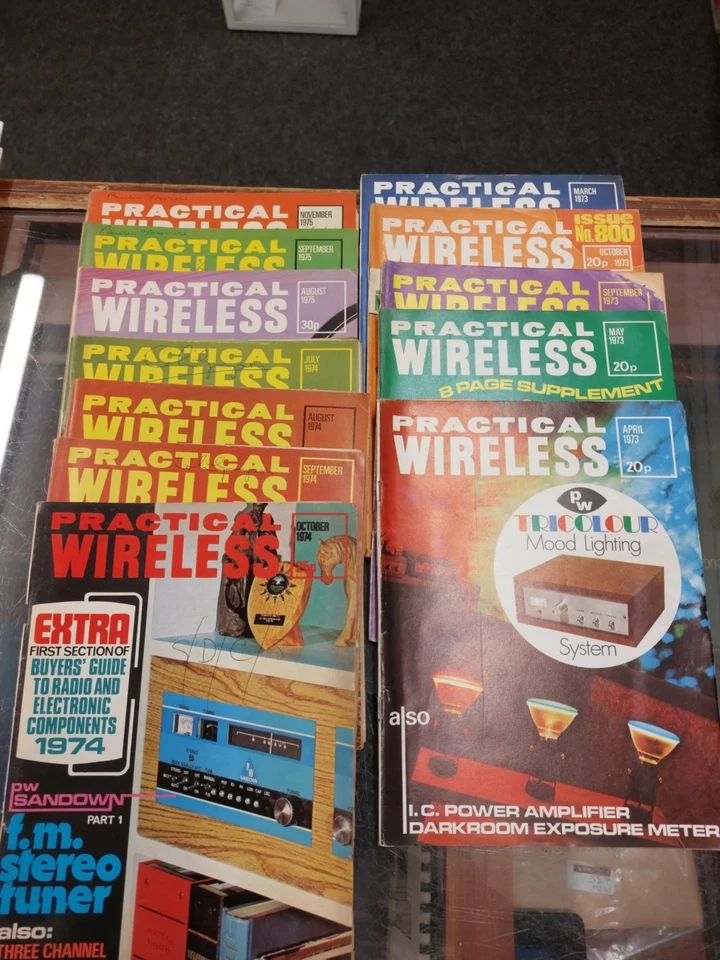 PRACTICAL
WIRELESS
NOVEMBER
1975
PRACTICAL
WIRELESS
SEPTEMBER
1975
PRACTICAL
WIRELESS
AUGUST
1975
30p
PRACTICAL
WIRELESS
JULY
1974
PRACTICAL
WIRELESS
AUGUST
1974
PRACTICAL
WIRELESS
SEPTEMBER
1974
PRACTICAL
WIRELESS
OCTOBER
1974
EXTRA
FIRST SECTION OF
BUYERS' GUIDE
TO RADIO AND
ELECTRONIC
COMPONENTS
1974
S/D/C/
pw
SANDOWN
PART 1
f.m.
stereo
tuner
also:
THREE CHANNEL
PRACTICAL
WIRELESS
MARCH
1973
PRACTICAL
WIRELESS
ISSUE
No.800
OCTOBER
20p 1973
PRACTICAL
WIRELESS
SEPTEMBER
1973
PRACTICAL
WIRELESS
MAY
1973
20p
8 PAGE SUPPLEMENT
PRACTICAL
WIRELESS
APRIL
1973
20p
pw
TRICOLOUR
Mood Lighting
System
also
I.C. POWER AMPLIFIER
DARKROOM EXPOSURE METER